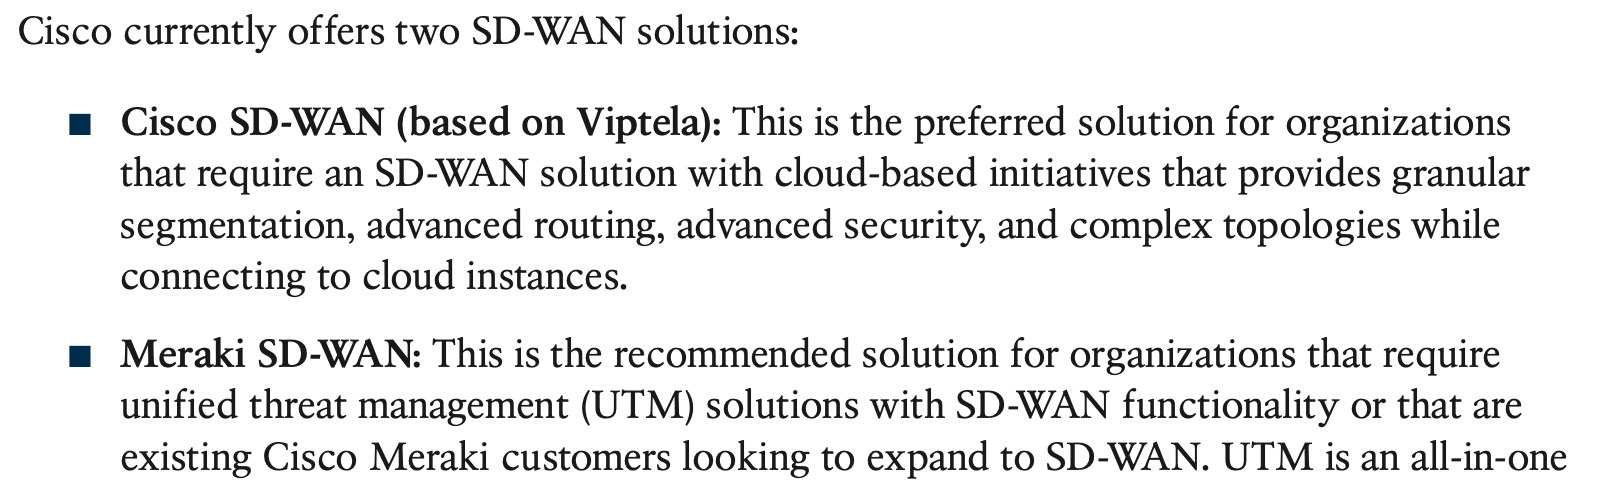 Cisco currently offers two SD-WAN solutions:
■ Cisco SD-WAN (based on Viptela): This is the preferred solution for organizations
that require an SD-WAN solution with cloud-based initiatives that provides granular
segmentation, advanced routing, advanced security, and complex topologies while
connecting to cloud instances.
■ Meraki SD-WAN: This is the recommended solution for organizations that require
unified threat management (UTM) solutions with SD-WAN functionality or that are
existing Cisco Meraki customers looking to expand to SD-WAN. UTM is an all-in-one